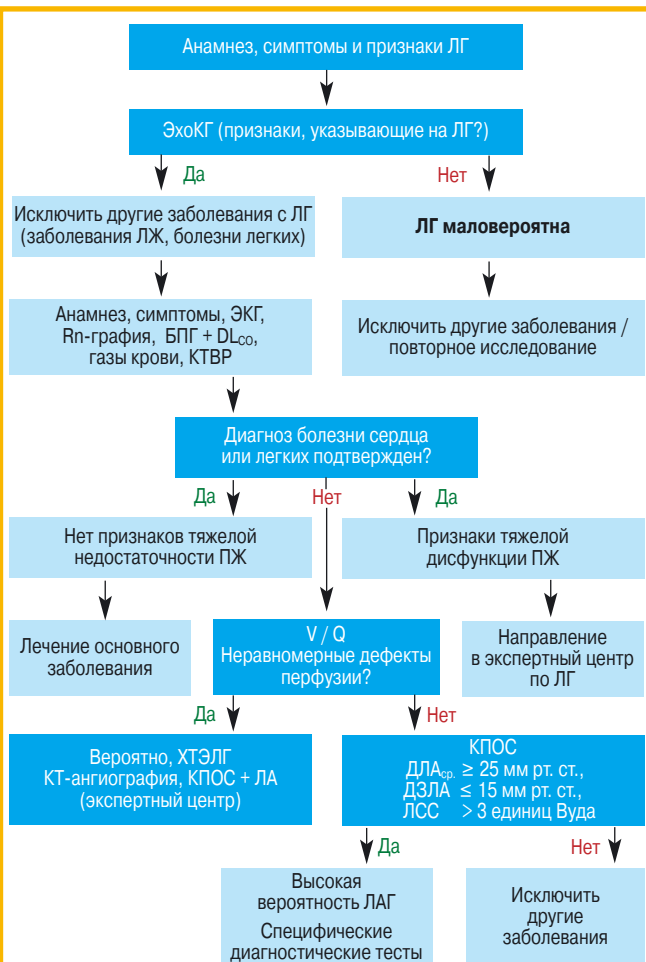 Анамнез, симптомы и признаки ЛГ
ЭхоКГ (признаки, указывающие на ЛГ?)
Да
Нет
Исключить другие заболевания с ЛГ
(заболевания ЛЖ, болезни легких)
ЛГ маловероятна
Анамнез, симптомы, ЭКГ,
Rn-графия, БПГ + DLCO,
газы крови, КТВР
Исключить другие заболевания /
повторное исследование
Диагноз болезни сердца
или легких подтвержден?
Да
Нет
Да
Нет признаков тяжелой
недостаточности ПЖ
Признаки тяжелой
дисфункции ПЖ
Лечение основного
заболевания
V / Q
Неравномерные дефекты
перфузии?
Направление
в экспертный центр
по ЛГ
Да
Нет
Вероятно, ХТЭЛГ
КТ-ангиография, КПОС + ЛА
(экспертный центр)
КПОС
ДЛАср. ≥ 25 мм рт. ст.,
ДЗЛА ≤ 15 мм рт. ст.,
ЛСС > 3 единиц Вуда
Да
Нет
Высокая
вероятность ЛАГ
Специфические
диагностические тесты
Исключить
другие
заболевания